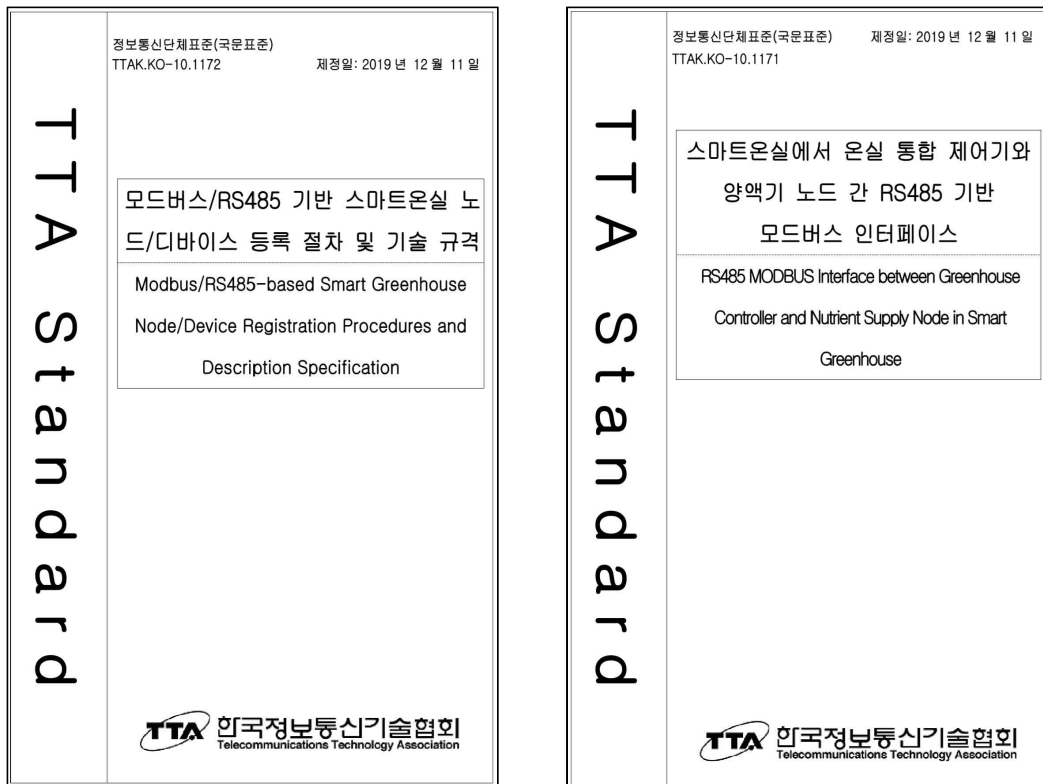 정보통신단체표준(국문표준)
TTAK.KO-10.1172 제정일: 2019 년 12 월 11 일
TTA Standard
모드버스/RS485 기반 스마트온실 노
드/디바이스 등록 절차 및 기술 규격
Modbus/RS485-based Smart Greenhouse
Node/Device Registration Procedures and
Description Specification
TTA 한국정보통신기술협회
Telecommunications Technology Association
정보통신단체표준(국문표준) 제정일: 2019 년 12 월 11 일
TTAK.KO-10.1171
TTA Standard
스마트온실에서 온실 통합 제어기와
양액기 노드 간 RS485 기반
모드버스 인터페이스
RS485 MODBUS Interface between Greenhouse
Controller and Nutrient Supply Node in Smart
Greenhouse
TTA 한국정보통신기술협회
Telecommunications Technology Association